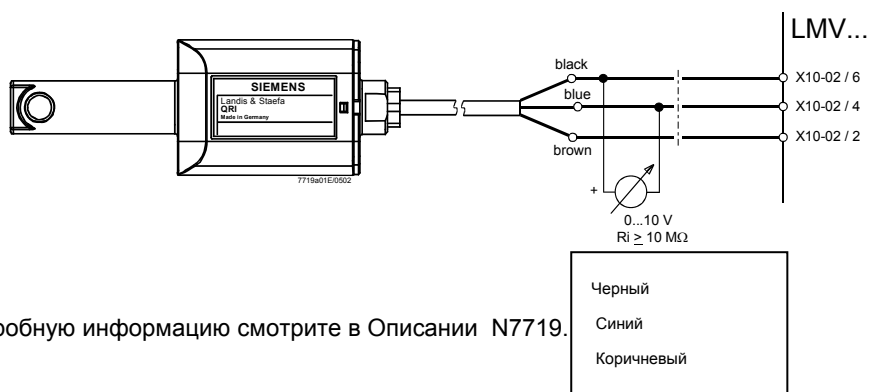 LMV...
black
X10-02 / 6
SIEMENS
Landis & Staefa
QRI
Made in Germany
blue
X10-02 / 4
brown
X10-02 / 2
7719a01E/0502
+
0...10 V
Ri ≥ 10 MΩ
Черный
робную информацию смотрите в Описании N7719.
Синий
Коричневый